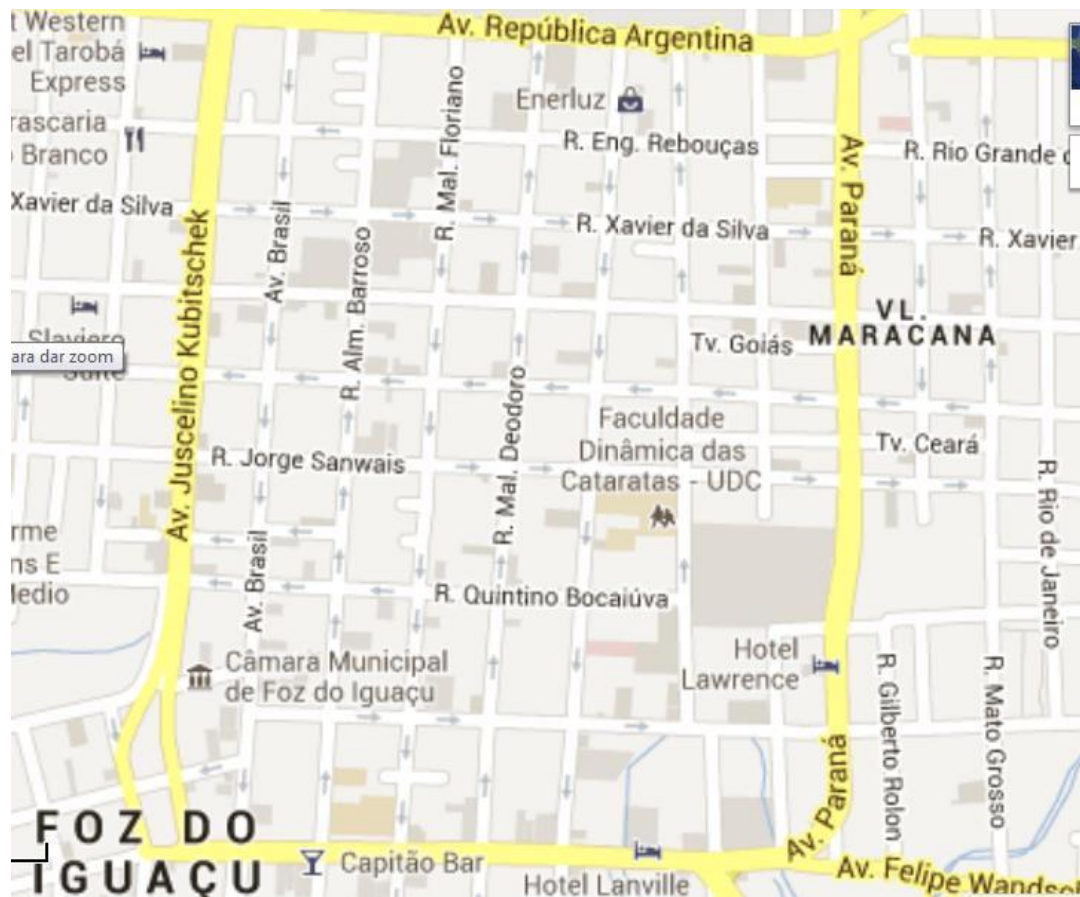 t Western
el Tarobá
Express
Av. República Argentina
Enerluz
rascaria
o Branco
R. Mal. Floriano
R. Eng. Rebouças
Av. Paraná
R. Rio Grande
Xavier da Silva
Av. Juscelino Kubitschek
Av. Brasil
R. Alm. Barroso
R. Xavier da Silva
R. Xavier
VL.
MARACANA
Slaviero
Suite
ara dar zoom
Tv. Goiás
R. Mal. Deodoro
Faculdade
Dinâmica das
Cataratas - UDC
Tv. Ceará
R. Jorge Sanwais
R. Rio de Janeiro
rme
ns E
Medio
Av. Brasil
R. Quintino Bocaiúva
Câmara Municipal
de Foz do Iguaçu
Hotel
Lawrence
R. Gilberto Rolon
R. Mato Grosso
Av. Paraná
FOZ DO
IGUAÇU
Capitão Bar
Hotel Lanville
Av. Felipe Wandsc